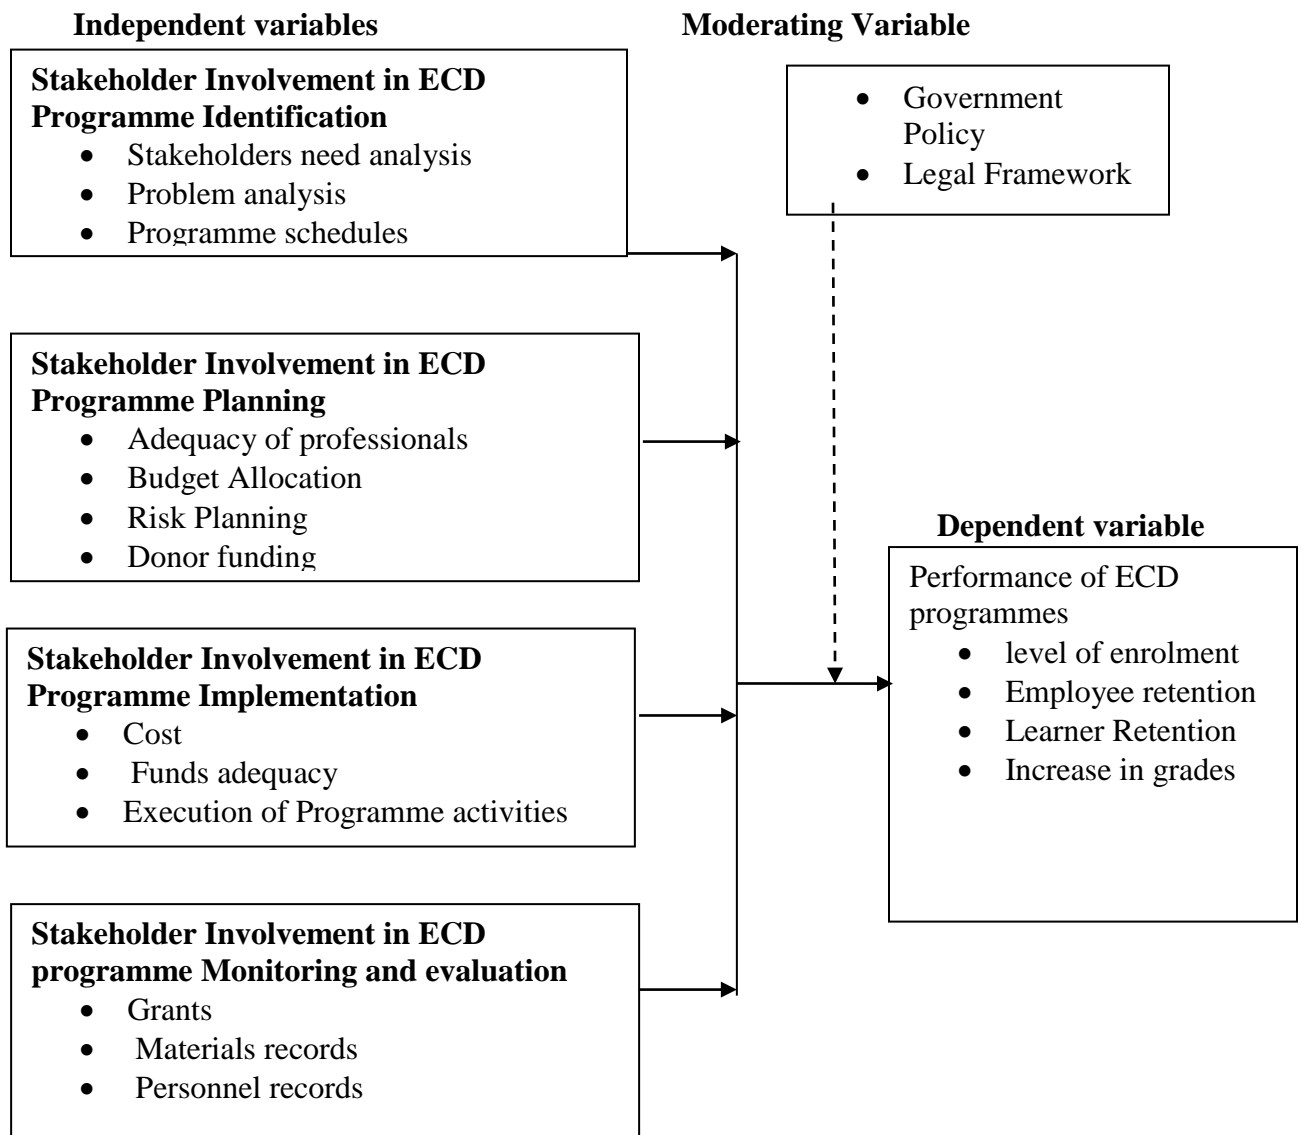 Independent variables
Stakeholder Involvement in ECD
Programme Identification
• Stakeholders need analysis
• Problem analysis
• Programme schedules
Stakeholder Involvement in ECD
Programme Planning
• Adequacy of professionals
• Budget Allocation
• Risk Planning
• Donor funding
Stakeholder Involvement in ECD
Programme Implementation
• Cost
• Funds adequacy
• Execution of Programme activities
Stakeholder Involvement in ECD
programme Monitoring and evaluation
• Grants
• Materials records
• Personnel records
Moderating Variable
• Government
Policy
• Legal Framework
Dependent variable
Performance of ECD
programmes
• level of enrolment
• Employee retention
• Learner Retention
• Increase in grades